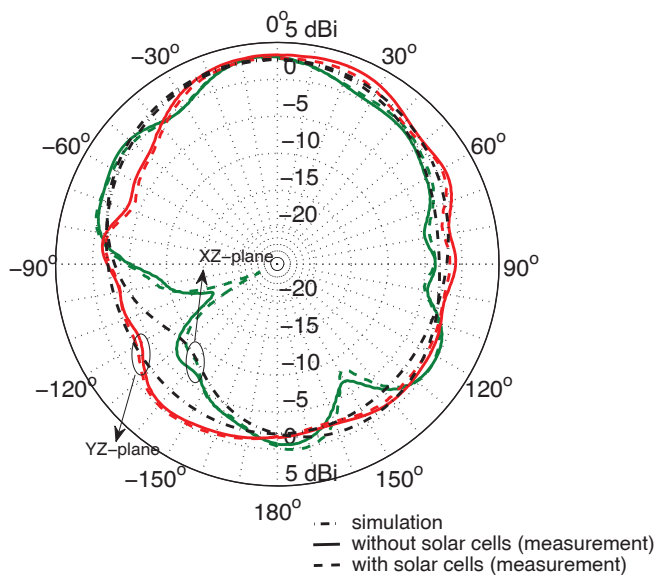 0° 5 dBi
−30° 30°
0
−5
−60° 60°
−10
−15
−20
XZ−plane
−90° 90°
−20
−15
−10
−120° 120°
−5
0
YZ−plane
−150° 5 dBi 150°
180°
simulation
without solar cells (measurement)
with solar cells (measurement)